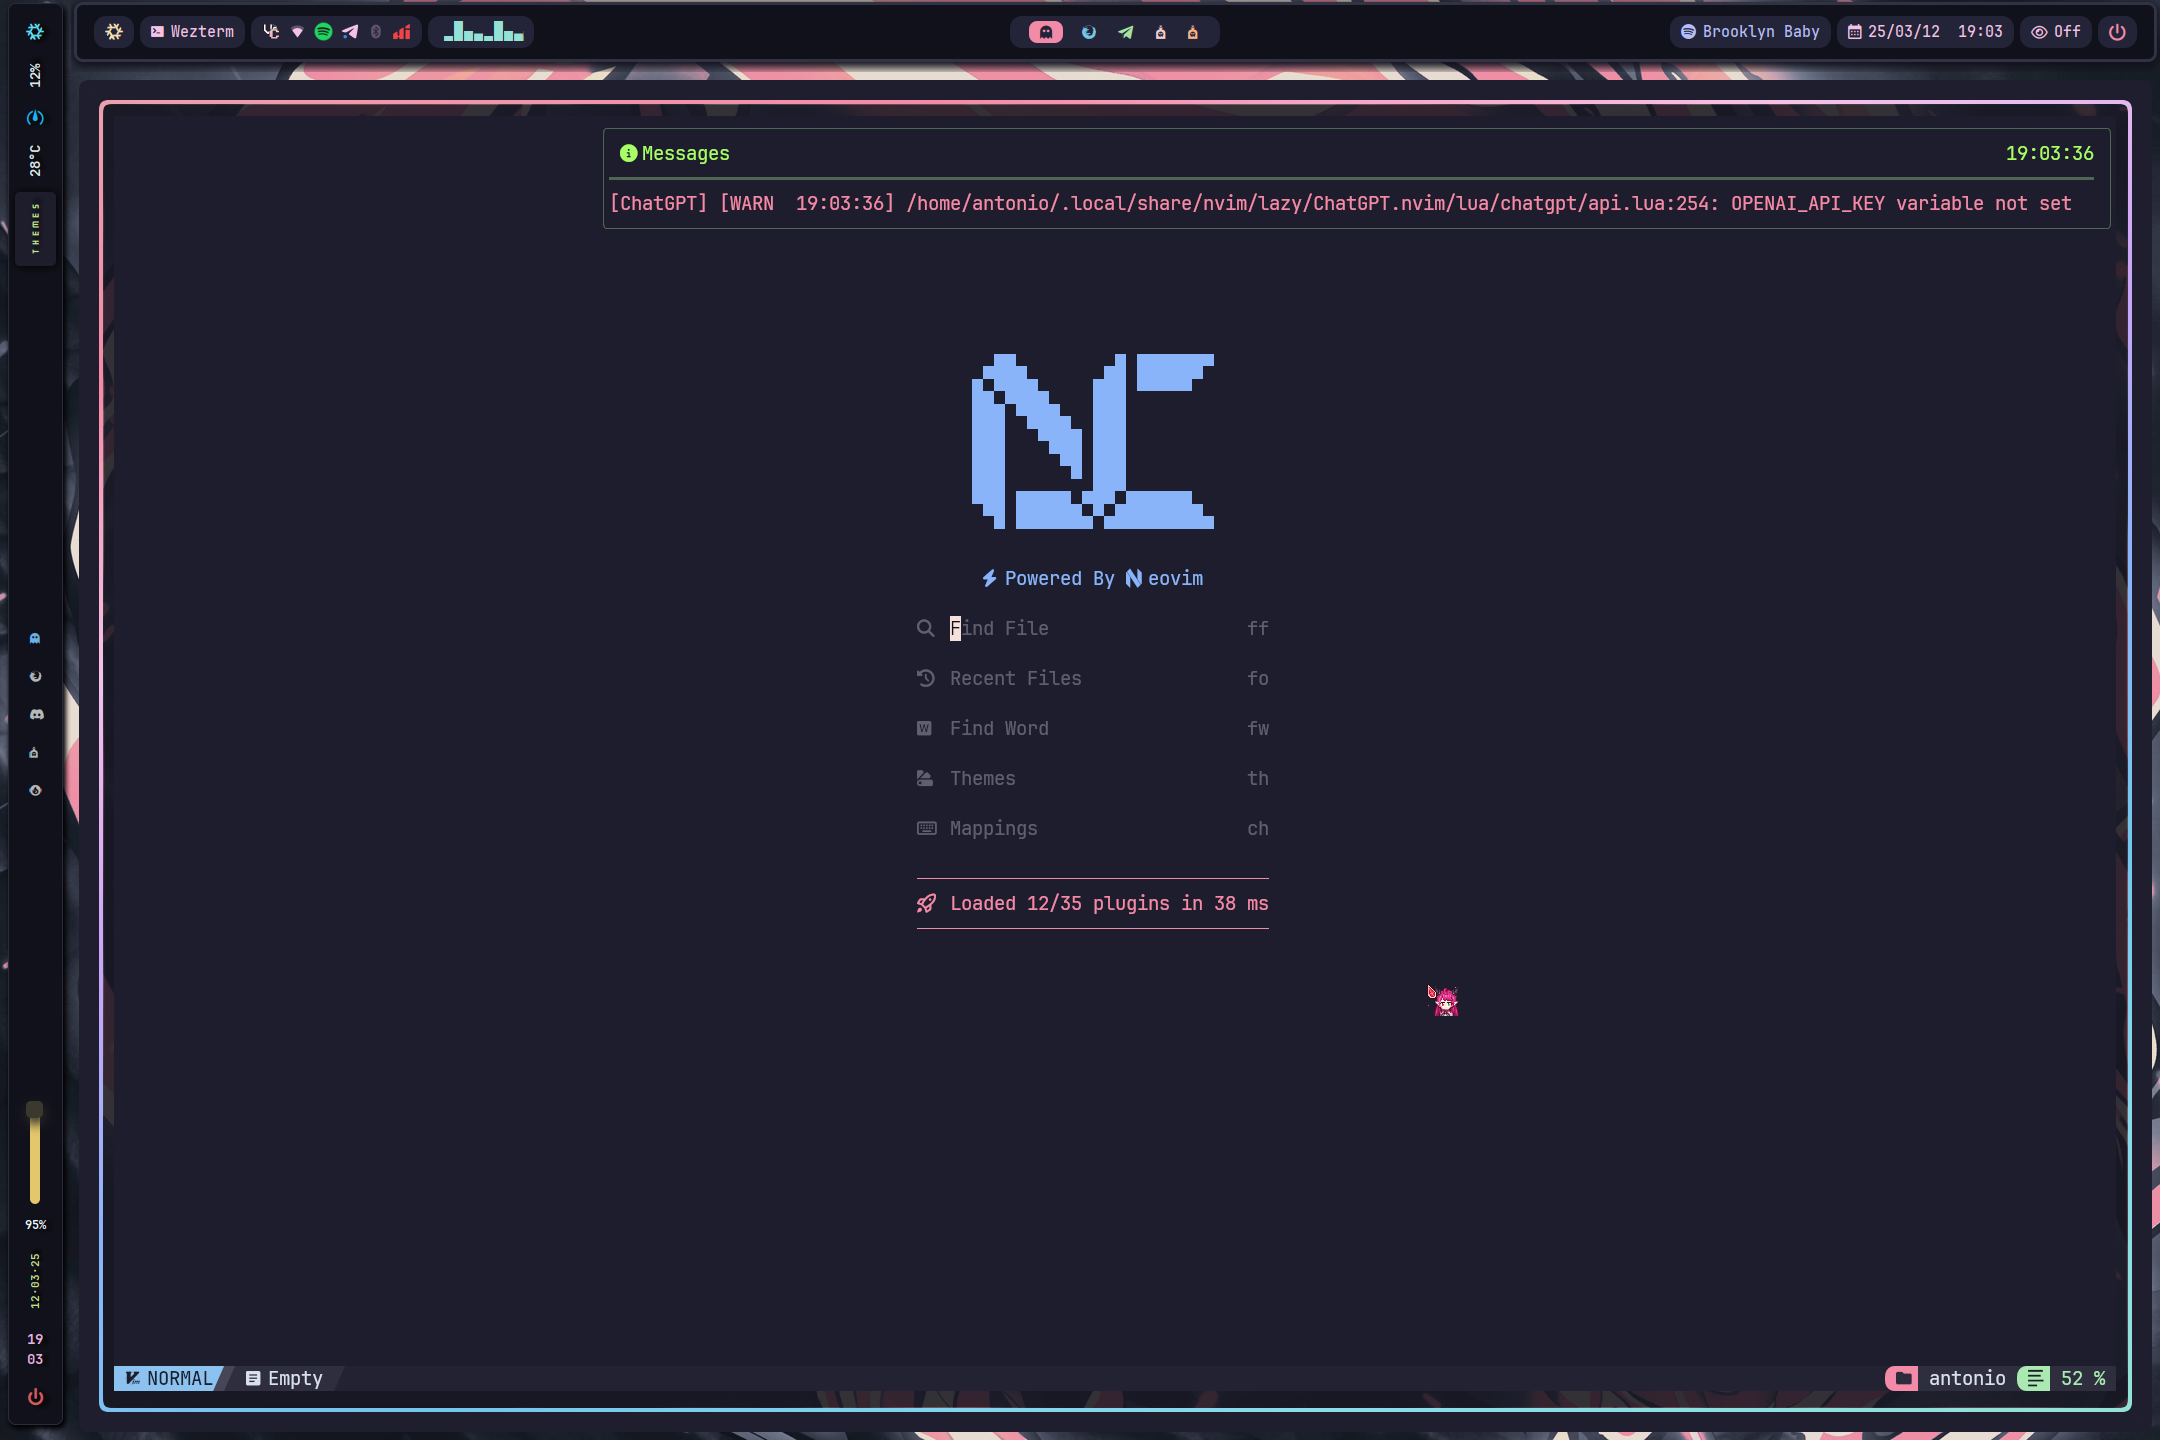 Wezterm
Brooklyn Baby
25/03/12 19:03
Off
12%
28°C
THEMES
Messages 19:03:36
[ChatGPT] [WARN  19:03:36] /home/antonio/.local/share/nvim/lazy/ChatGPT.nvim/lua/chatgpt/api.lua:254: OPENAI_API_KEY variable not set
Powered By eovim
Find File ff
Recent Files fo
Find Word fw
Themes th
Mappings ch
Loaded 12/35 plugins in 38 ms
95%
12·03·25
19
03
NORMAL Empty antonio 52 %